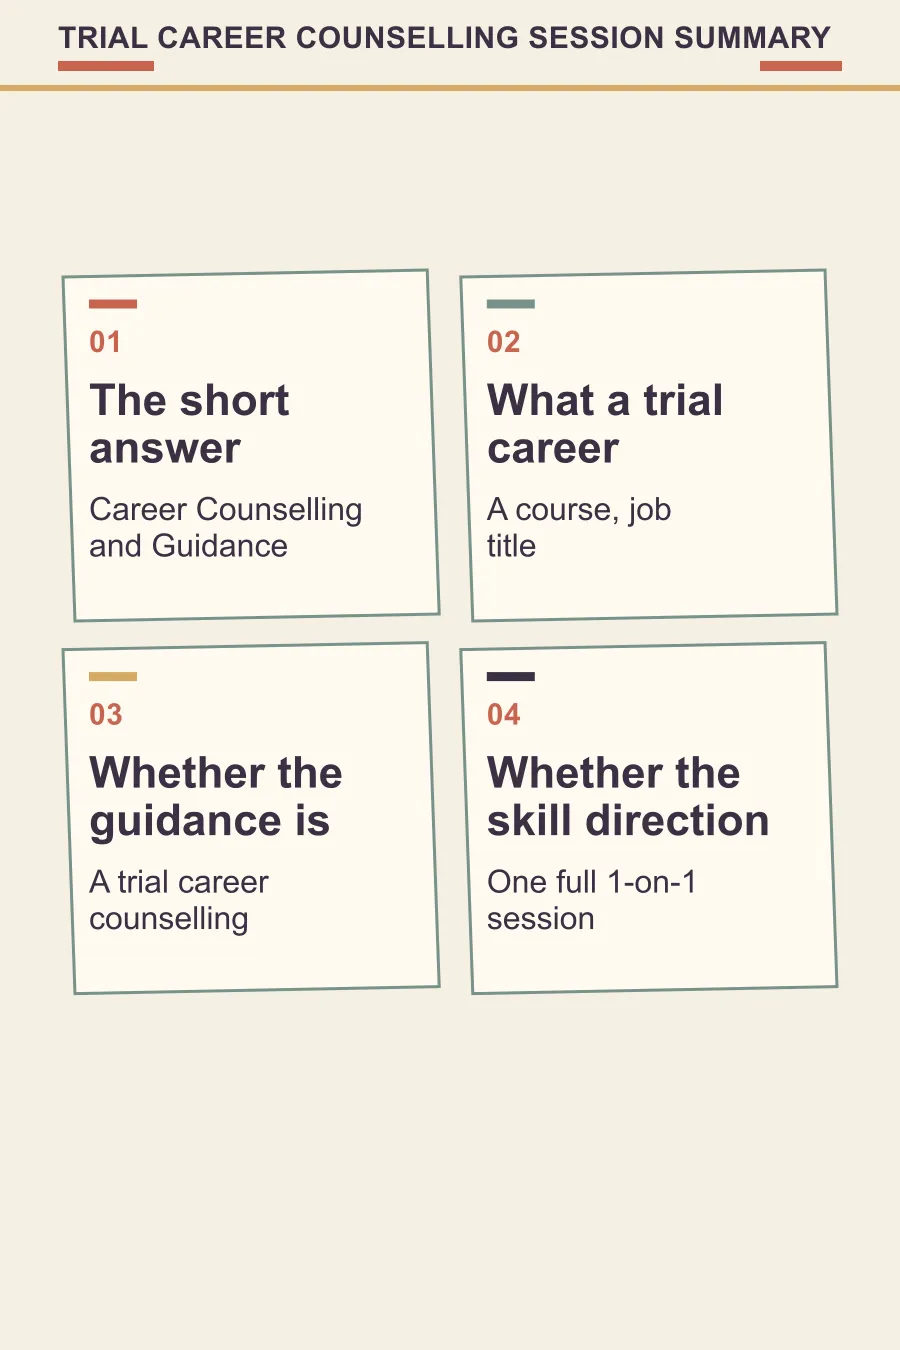 TRIAL CAREER COUNSELLING SESSION SUMMARY
01
The short
answer
Career Counselling
and Guidance
02
What a trial
career
A course, job
title
03
Whether the
guidance is
A trial career
counselling
04
Whether the
skill direction
One full 1-on-1
session